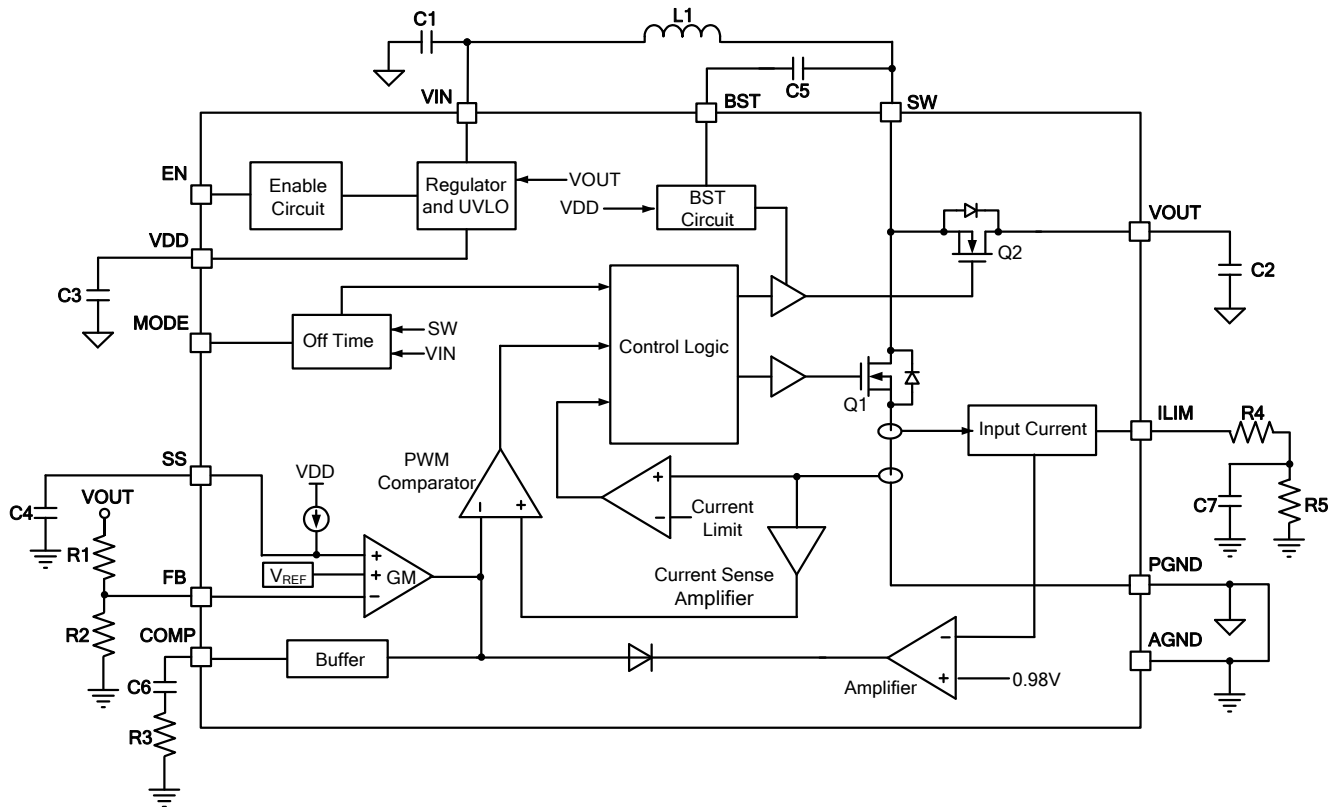 C1
L1
C5
VIN
BST
SW
EN
Enable
Circuit
Regulator
and UVLO
VOUT
VDD
BST
Circuit
VOUT
VDD
Q2
C2
C3
MODE
Off Time
SW
VIN
Control Logic
Q1
Input Current
ILIM
R4
SS
VDD
PWM
Comparator
+
−
Current
Limit
C7
R5
C4
VOUT
R1
− +
+
VREF
+
GM
FB
−
Current Sense
Amplifier
PGND
R2
COMP
Buffer
−
+
0.98V
Amplifier
AGND
C6
R3